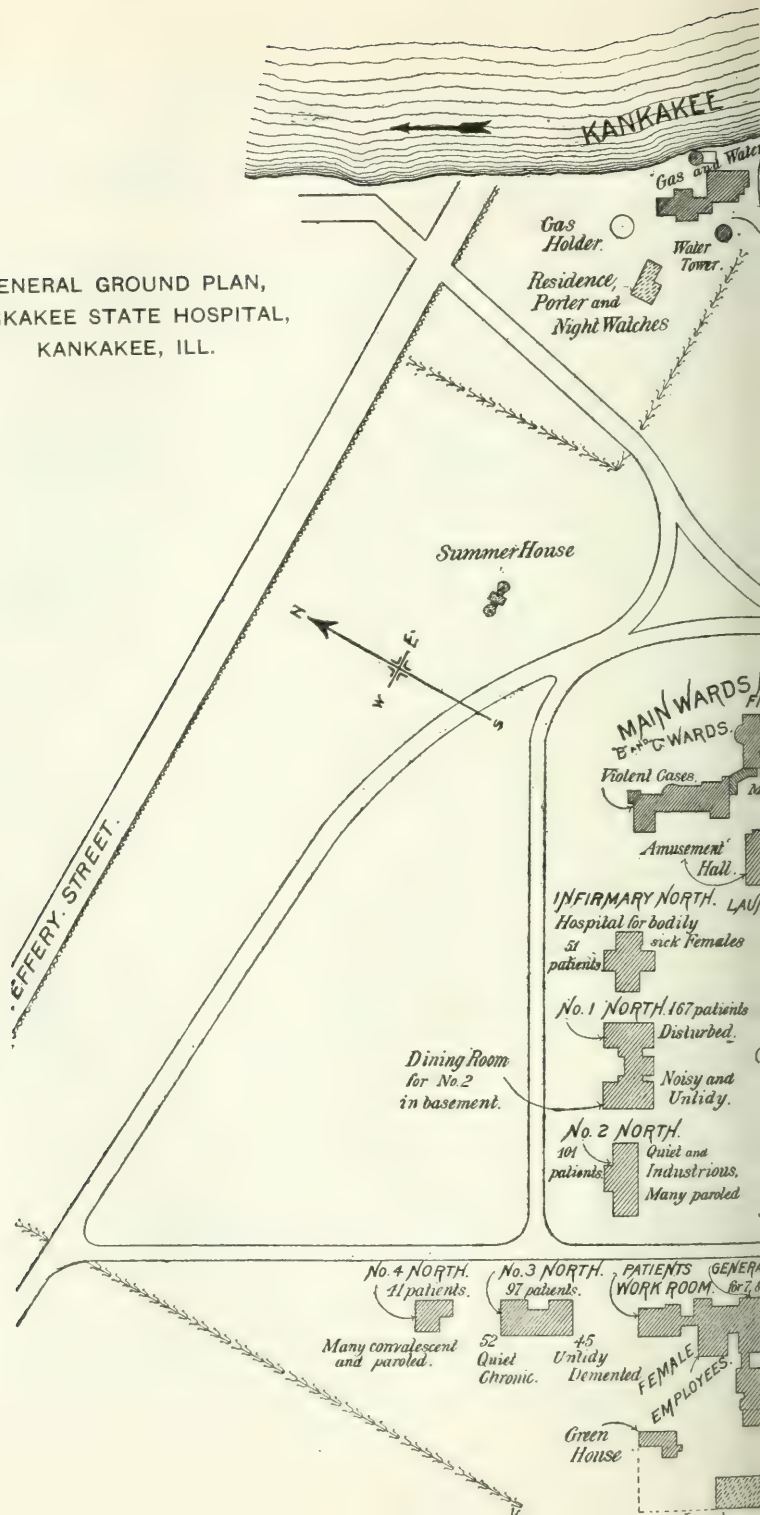 KANKAKEE
Gas and Water
Gas
Holder.
Water
Tower.
Residence,
Porter and
Night Watches
ENERAL GROUND PLAN,
KAKEE STATE HOSPITAL,
KANKAKEE, ILL.
Summer House
N
E.
W
S
MAIN WARDS
B AND C WARDS.
Violent Cases.
Amusement
Hall.
EFFERY. STREET.
INFIRMARY NORTH.
Hospital for bodily
sick Females
51
patients
No. 1 NORTH. 167 patients
Disturbed.
Noisy and
Untidy.
Dining Room
for No. 2
in basement.
No. 2 NORTH.
101
patients.
Quiet and
Industrious,
Many paroled
No. 4 NORTH.
41 patients.
Many convalescent
and paroled.
No. 3 NORTH.
97 patients.
52
Quiet
Chronic.
45
Untidy
Demented
PATIENTS
WORK ROOM.
GENERA
for 7, 8
FEMALE
EMPLOYEES.
LAU
Green
House